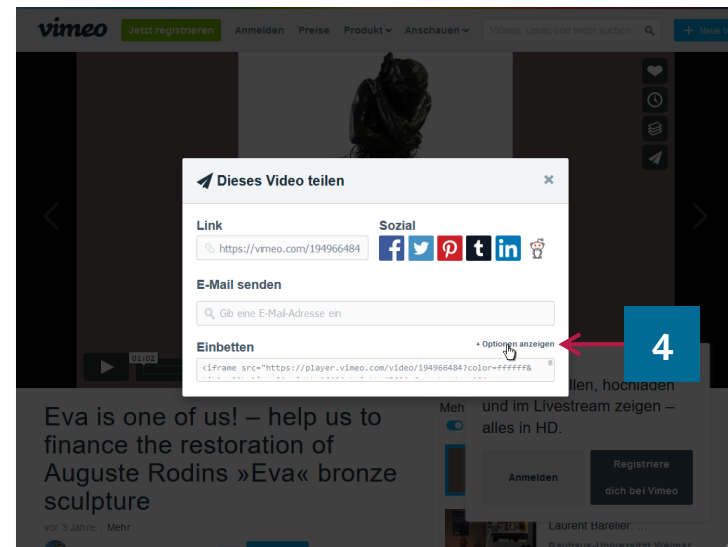 vimeo
Jetzt registrieren Anmelden Preise Produkt Anschauen Videos, Leute und mehr suchen + Neue V
Dieses Video teilen ×
Link
https://vimeo.com/194966484
Sozial
E-Mail senden
Gib eine E-Mail-Adresse ein
Einbetten
+ Optionen anzeigen
<iframe src="https://player.vimeo.com/video/194966484?color=ffffff&
4
01:02
Eva is one of us! – help us to
finance the restoration of
Auguste Rodins »Eva« bronze
sculpture
vor 3 Jahre | Mehr
Meh
llen, hochladen
und im Livestream zeigen –
alles in HD.
Anmelden
Registriere
dich bei Vimeo
Laurent Bareiler: ...
Bauhaus-Universität Weimar